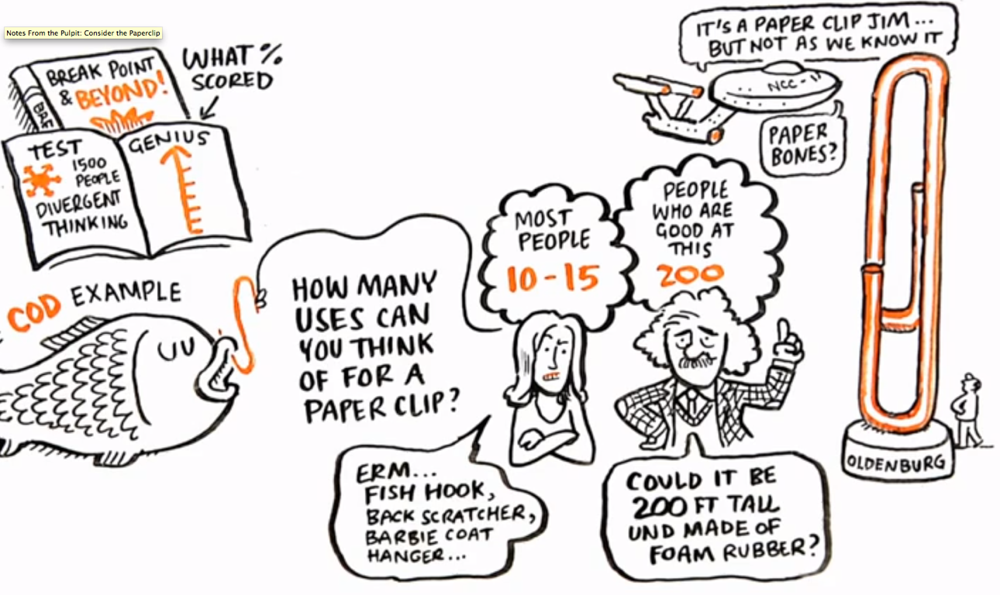 Notes From the Pulpit: Consider the Paperclip
BREAK POINT
& BEYOND!
BRE
WHAT %
SCORED
TEST
1500
PEOPLE
DIVERGENT
THINKING
GENIUS
COD EXAMPLE
HOW MANY
USES CAN
YOU THINK
OF FOR A
PAPER CLIP?
MOST
PEOPLE
10-15
PEOPLE
WHO ARE
GOOD AT
THIS
200
IT'S A PAPER CLIP JIM...
BUT NOT AS WE KNOW IT
NCC-1
PAPER
BONES?
ERM...
FISH HOOK,
BACK SCRATCHER,
BARBIE COAT
HANGER...
COULD IT BE
200 FT TALL
UND MADE OF
FOAM RUBBER?
OLDENBURG